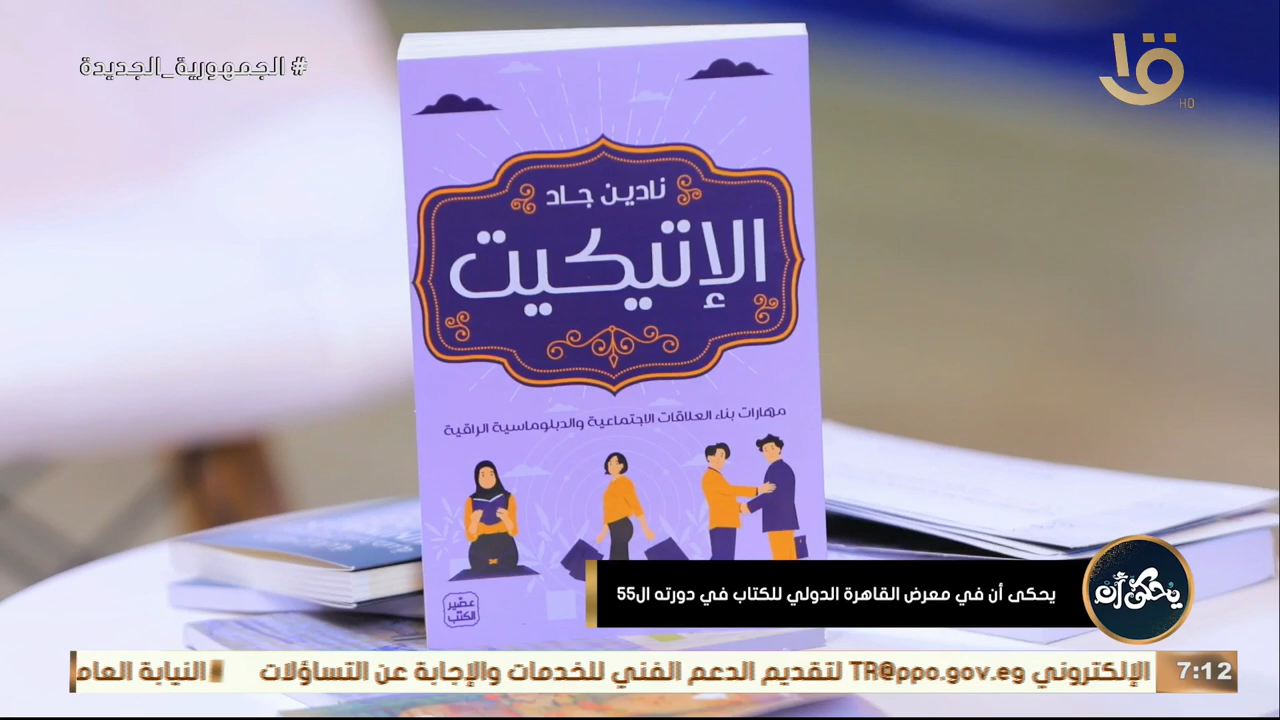 # الجمهورية_الجديدة
HD
نادين جاد
الإتيكيت
مهارات بناء العلاقات الاجتماعية والدبلوماسية الراقية
عصير
الكتب
يحكى أن في معرض القاهرة الدولي للكتاب في دورته ال55
يحكى أن
الإلكتروني TR@ppo.gov.eg لتقديم الدعم الفني للخدمات والإجابة عن التساؤلات
النيابة العام
7:12